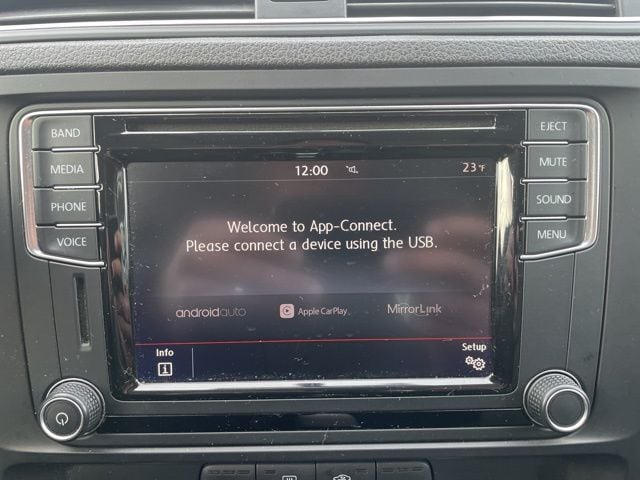 BAND
MEDIA
PHONE
VOICE
EJECT
MUTE
SOUND
MENU
12:00
23°F
Welcome to App-Connect.
Please connect a device using the USB.
androidauto
Apple CarPlay
MirrorLink
Info
i
Setup